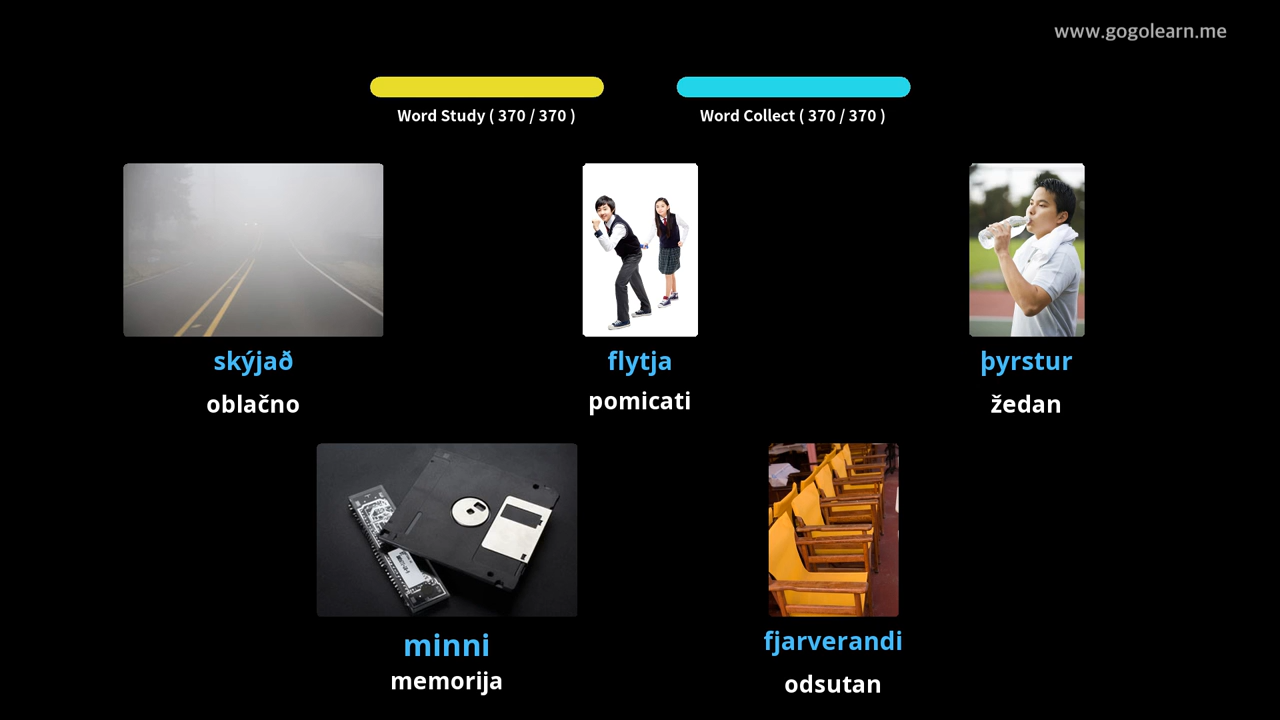 www.gogolearn.me
Word Study ( 370 / 370 )
Word Collect ( 370 / 370 )
skýjað
oblačno
flytja
pomicati
þyrstur
žedan
minni
memorija
fjarverandi
odsutan